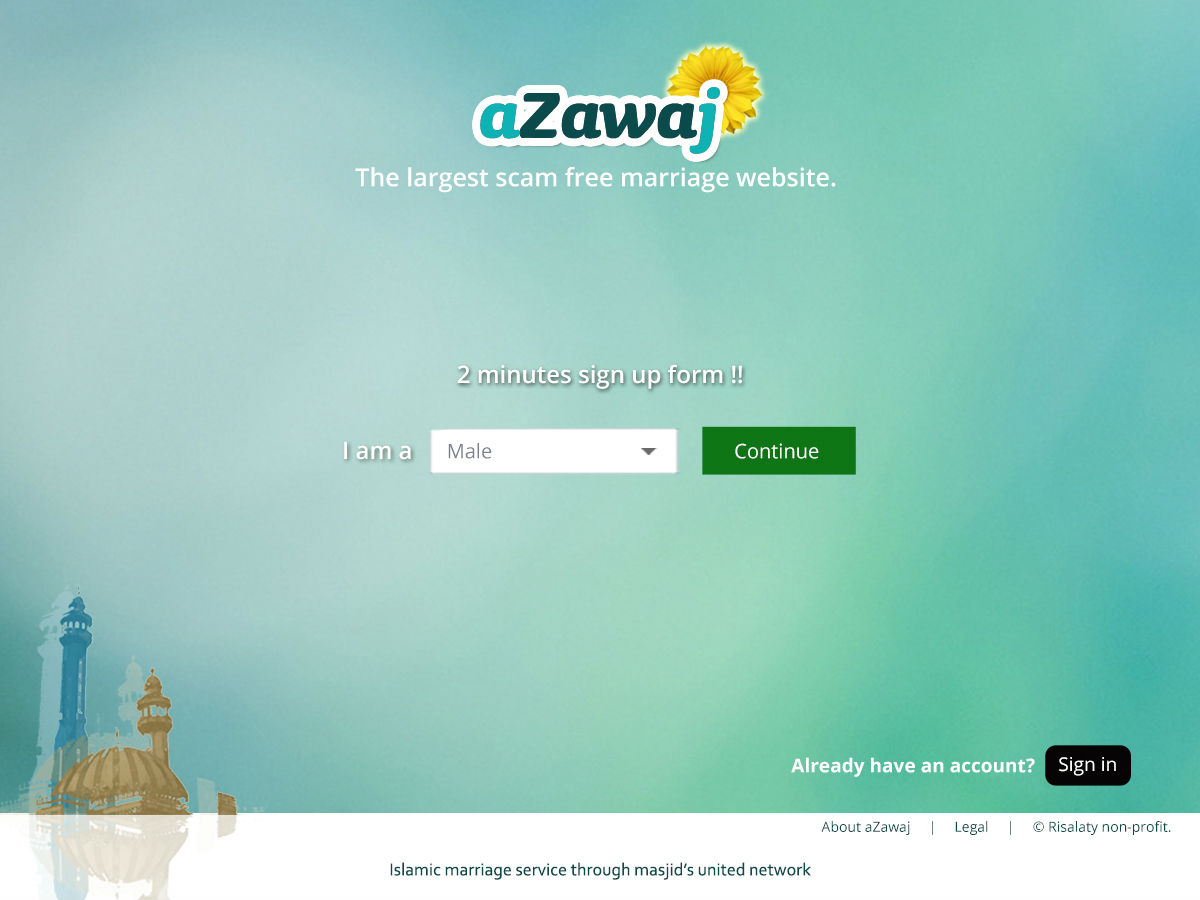 aZawaj
The largest scam free marriage website.
2 minutes sign up form !!
I am a Male Continue
Already have an account? Sign in
About aZawaj | Legal | © Risalaty non-profit.
Islamic marriage service through masjid's united network